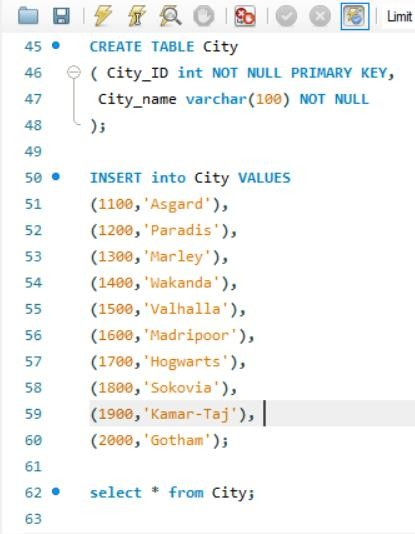 Limit
45 CREATE TABLE City
46 ( City_ID int NOT NULL PRIMARY KEY,
47 City_name varchar(100) NOT NULL
48 );
49
50 INSERT into City VALUES
51 (1100,'Asgard'),
52 (1200,'Paradis'),
53 (1300,'Marley'),
54 (1400,'Wakanda'),
55 (1500,'Valhalla'),
56 (1600,'Madripoor'),
57 (1700,'Hogwarts'),
58 (1800,'Sokovia'),
59 (1900,'Kamar-Taj'),
60 (2000,'Gotham');
61
62 select * from City;
63